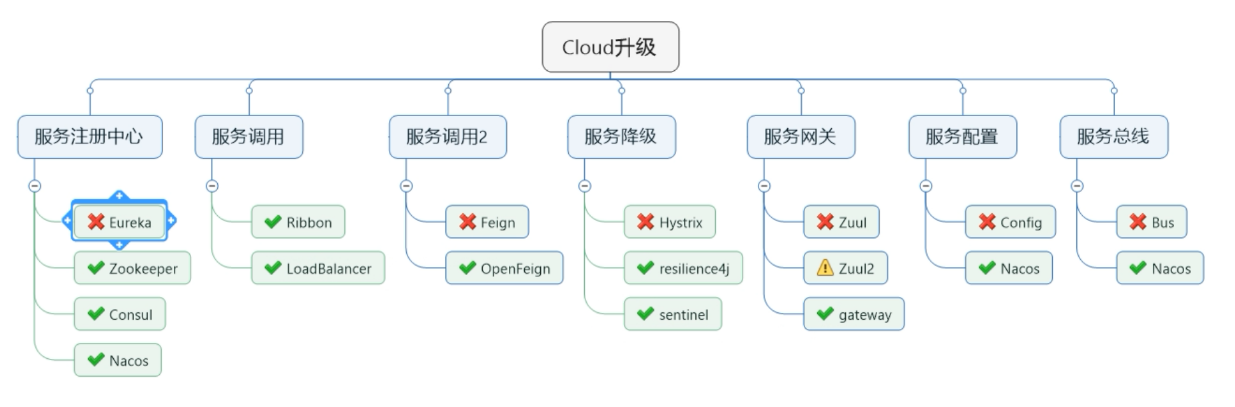 Cloud升级
服务注册中心
服务调用
服务调用2
服务降级
服务网关
服务配置
服务总线
Eureka
Ribbon
Feign
Hystrix
Zuul
Config
Bus
Zookeeper
LoadBalancer
OpenFeign
resilience4j
Zuul2
Nacos
Nacos
Consul
sentinel
gateway
Nacos